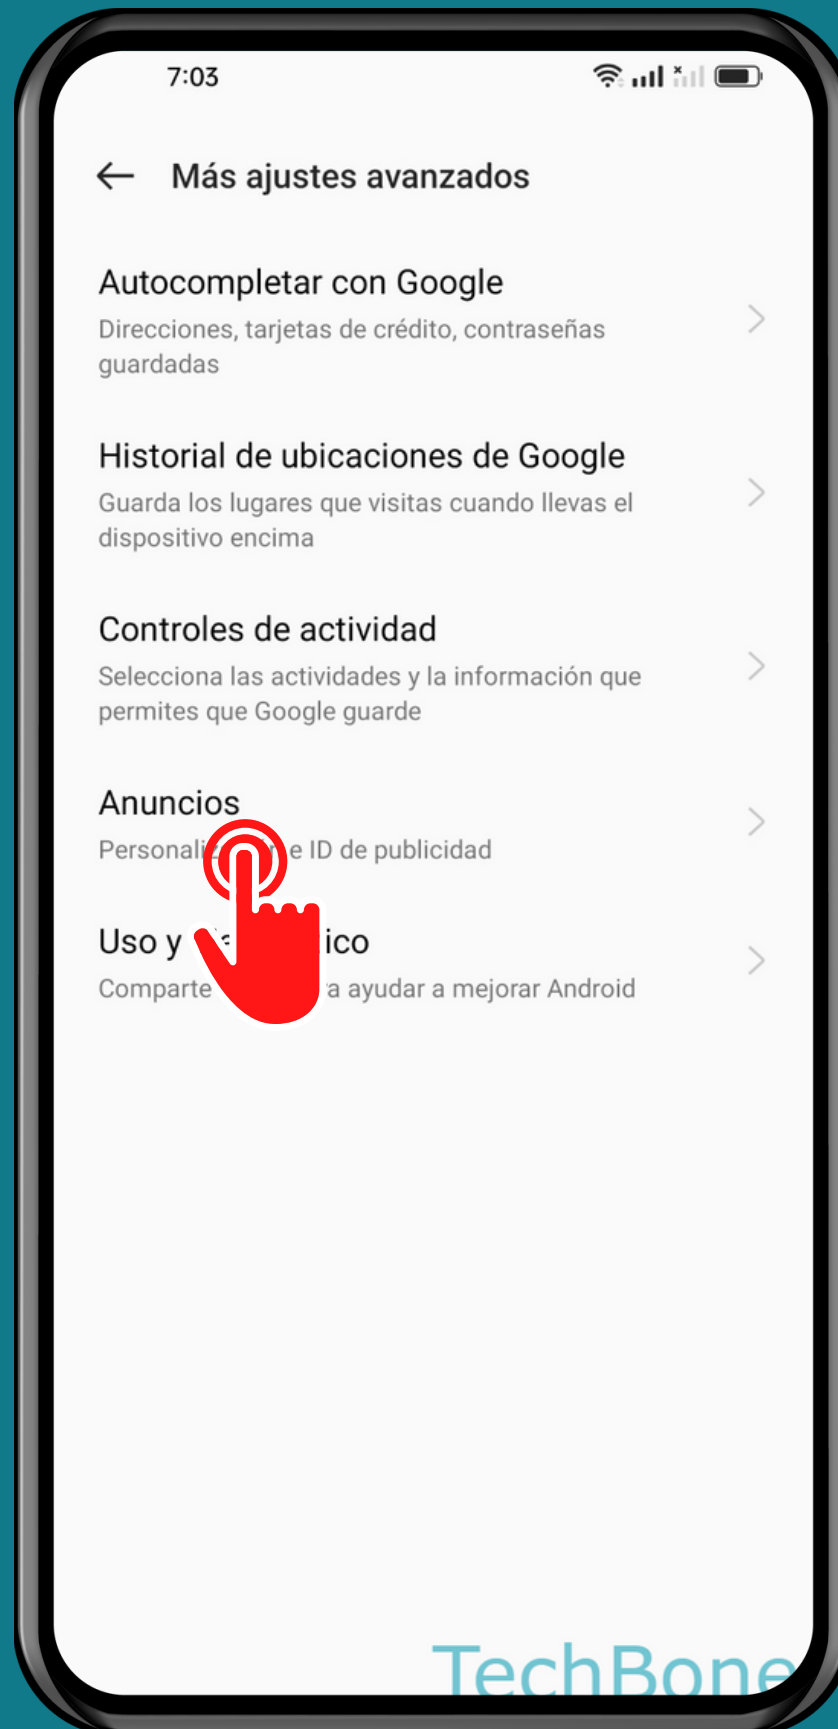 7:03
Más ajustes avanzados
Autocompletar con Google
Direcciones, tarjetas de crédito, contraseñas
guardadas
Historial de ubicaciones de Google
Guarda los lugares que visitas cuando llevas el
dispositivo encima
Controles de actividad
Selecciona las actividades y la información que
permites que Google guarde
Anuncios
e ID de publicidad
Uso y
Comparte ayudar a mejorar Android
TechBone